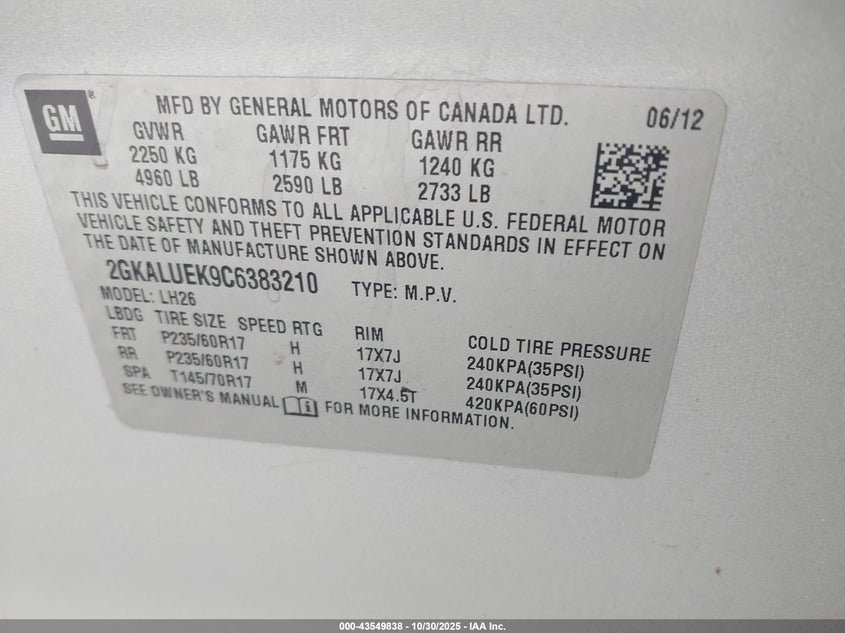 GM®
MFD BY GENERAL MOTORS OF CANADA LTD. 06/12
GVWR GAWR FRT GAWR RR
2250 KG 1175 KG 1240 KG
4960 LB 2590 LB 2733 LB
THIS VEHICLE CONFORMS TO ALL APPLICABLE U.S. FEDERAL MOTOR
VEHICLE SAFETY AND THEFT PREVENTION STANDARDS IN EFFECT ON
THE DATE OF MANUFACTURE SHOWN ABOVE.
2GKALUEK9C6383210 TYPE: M.P.V.
MODEL: LH26
LBDG TIRE SIZE SPEED RTG RIM COLD TIRE PRESSURE
FRT P235/60R17 H 17X7J 240KPA(35PSI)
RR P235/60R17 H 17X7J 240KPA(35PSI)
SPA T145/70R17 M 17X4.5T 420KPA(60PSI)
SEE OWNER'S MANUAL i FOR MORE INFORMATION.
000-43549838 - 10/30/2025 - IAA Inc.